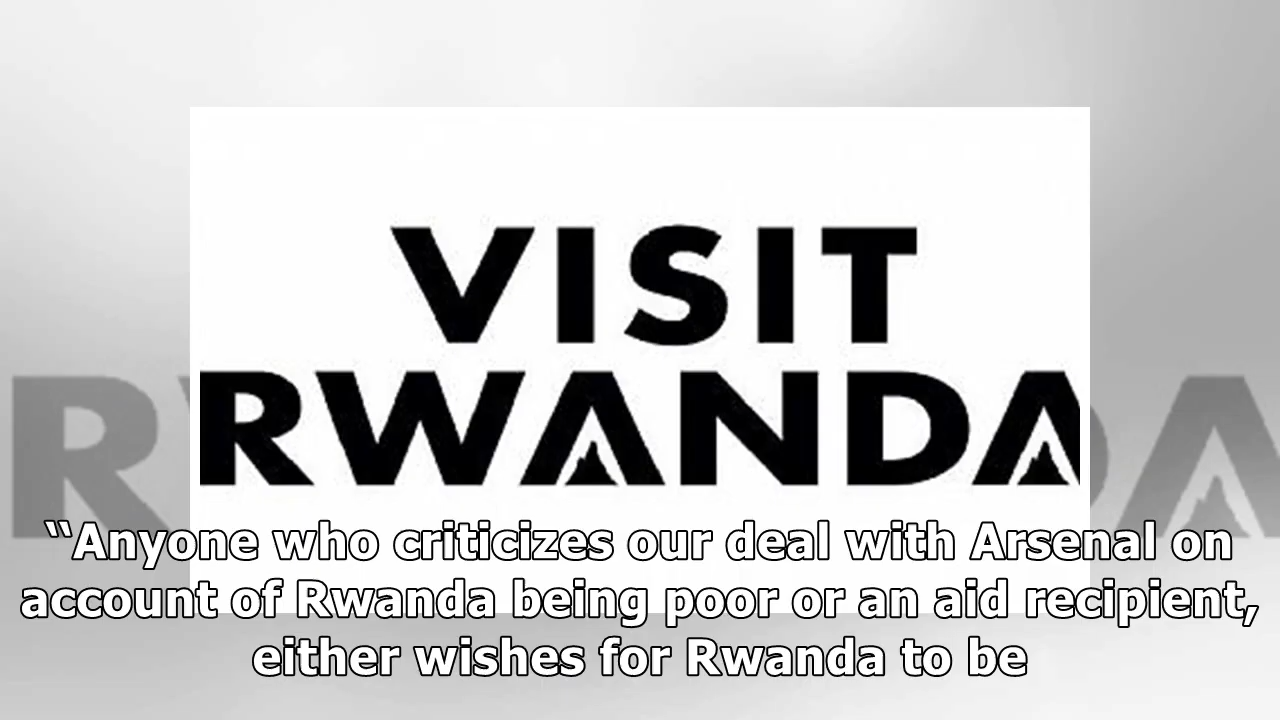 VISIT
RWANDA
“Anyone who criticizes our deal with Arsenal on
account of Rwanda being poor or an aid recipient,
either wishes for Rwanda to be